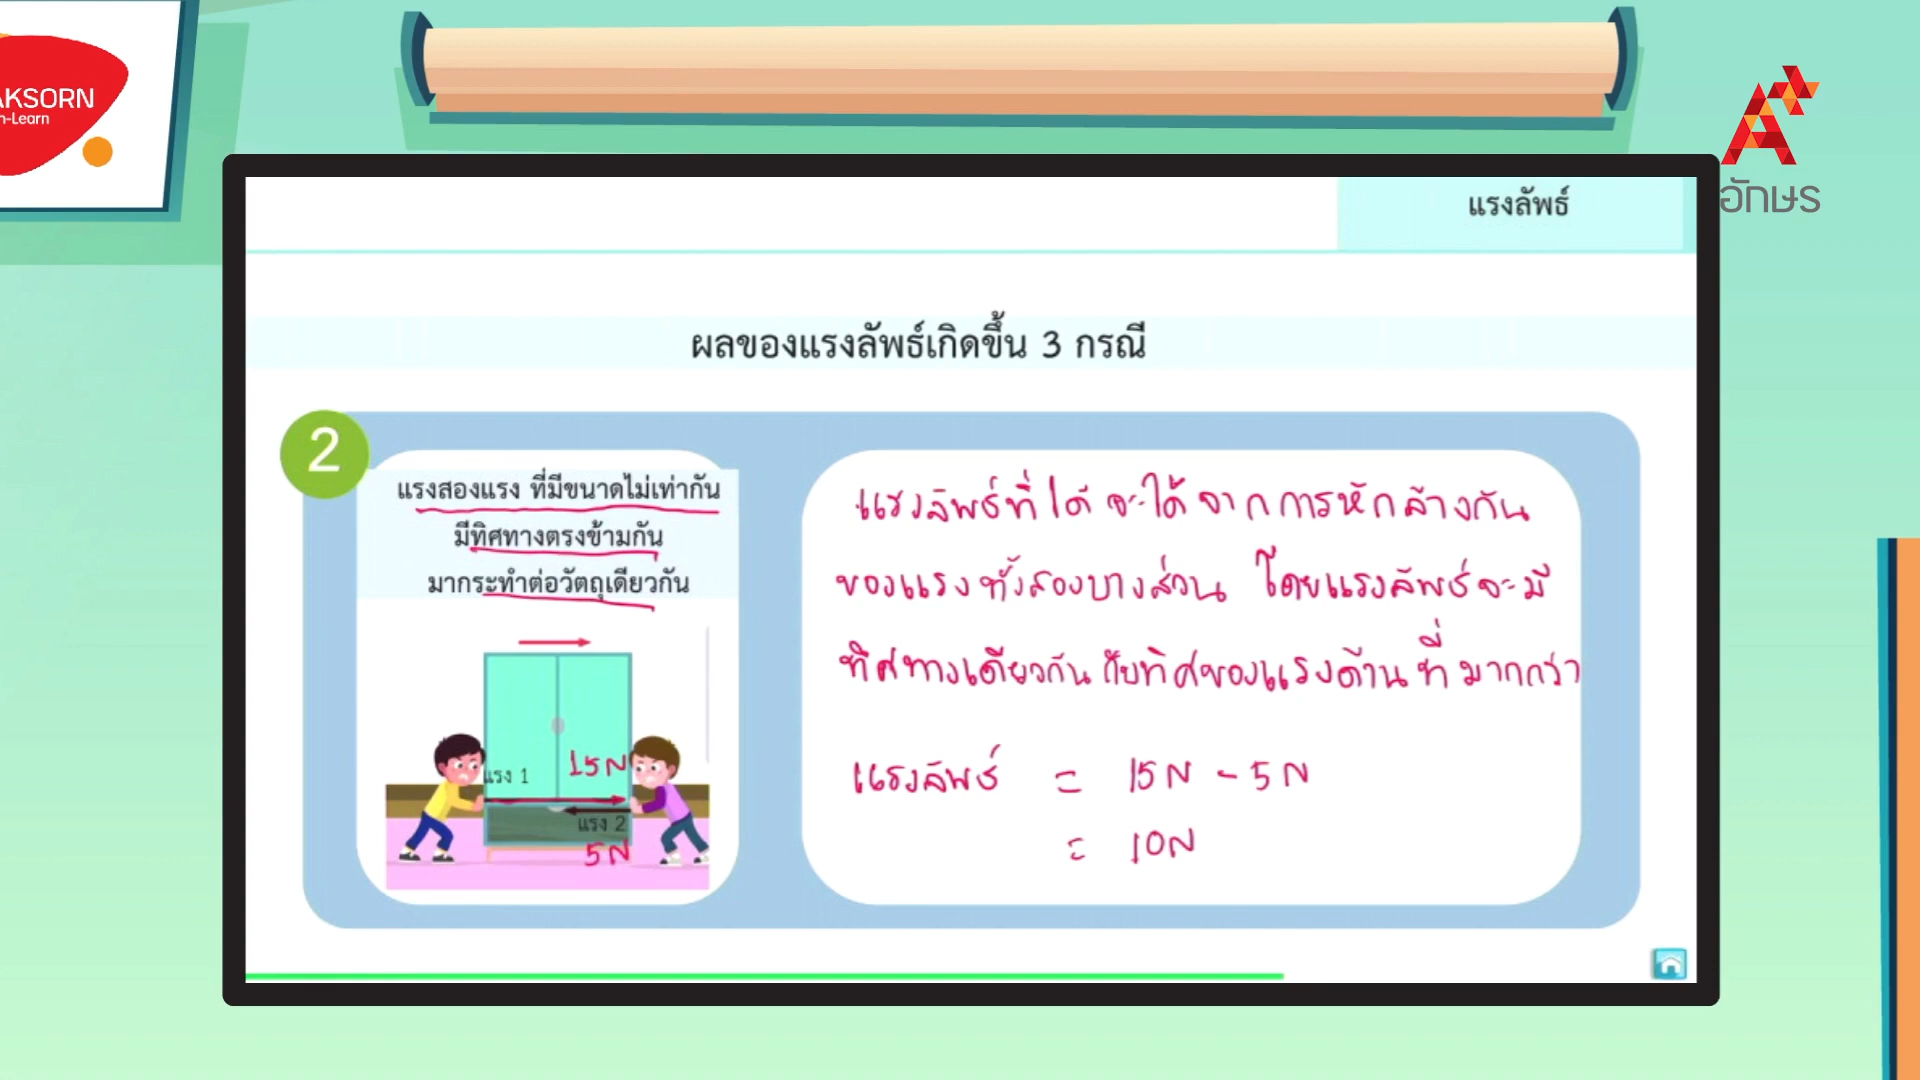 AKSORN
n-Learn
อักษร
แรงลัพธ์
ผลของแรงลัพธ์เกิดขึ้น 3 กรณี
2
แรงสองแรง ที่มีขนาดไม่เท่ากัน
มีทิศทางตรงข้ามกัน
มากระทำต่อวัตถุเดียวกัน
แรง 1
15N
แรง 2
5N
แรงลัพธ์ที่ได้ จะได้จากการหักล้างกัน
ของแรงทั้งสองบางส่วน โดยแรงลัพธ์จะมี
ทิศทางเดียวกันกับทิศของแรงด้านที่มากกว่า
แรงลัพธ์ = 15N - 5N
= 10N